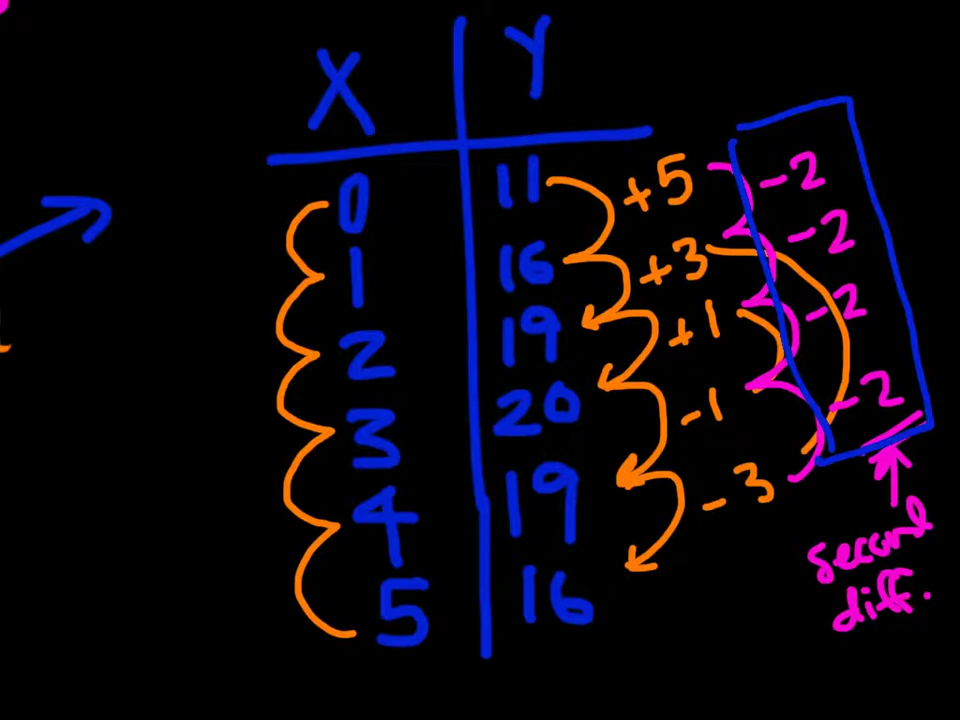 X Y
0 11 +5 -2
1 16 +3 -2
2 19 +1 -2
3 20 -1 -2
4 19 -3
5 16
second
diff.